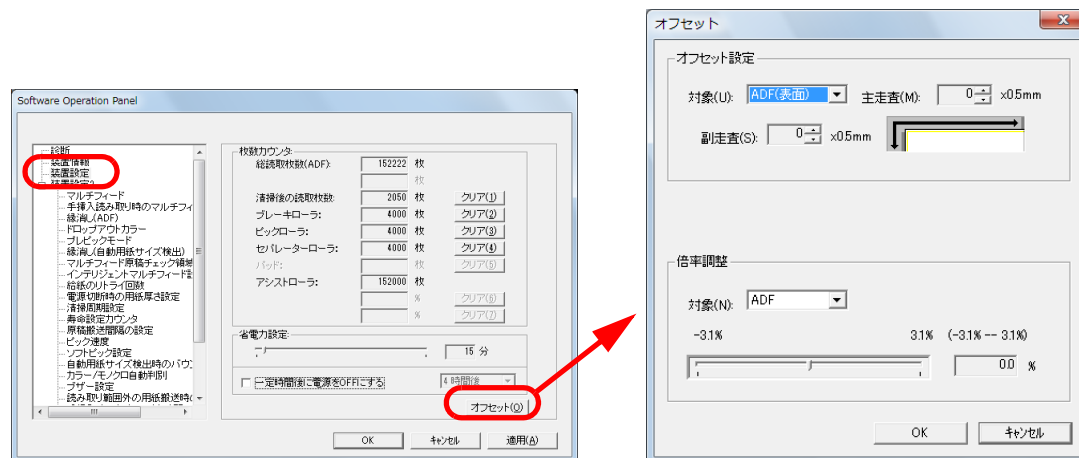 Software Operation Panel
診断
装置情報
装置設定
装置設定2
マルチフィード
手挿入読み取り時のマルチフィ
縁消し(ADF)
ドロップアウトカラー
プレピックモード
縁消し(自動用紙サイズ検出)
マルチフィード原稿チェック領域
インテリジェントマルチフィード
給紙のリトライ回数
電源切断時の用紙厚さ設定
清掃周期設定
寿命設定カウンタ
原稿搬送間隔の設定
ピック速度
ソフトピック設定
自動用紙サイズ検出時のバウン
カラー/モノクロ自動判別
ブザー設定
読み取り範囲外の用紙搬送時
枚数カウンタ
総読取枚数(ADF): 152222 枚
枚
清掃後の読取枚数: 2050 枚 クリア(1)
ブレーキローラ: 4000 枚 クリア(2)
ピックローラ: 4000 枚 クリア(3)
セパレーターローラ: 4000 枚 クリア(4)
パッド: 枚 クリア(5)
アシストローラ: 152000 枚
% クリア(6)
% クリア(7)
省電力設定:
15 分
一定時間後に電源をOFFにする 4時間後
オフセット(O)
OK キャンセル 適用(A)
オフセット
オフセット設定
対象(U): ADF(表面) 主走査(M): 0 x0.5mm
副走査(S): 0 x0.5mm
倍率調整
対象(N): ADF
-3.1% 3.1% (-3.1% -- 3.1%)
0.0 %
OK キャンセル